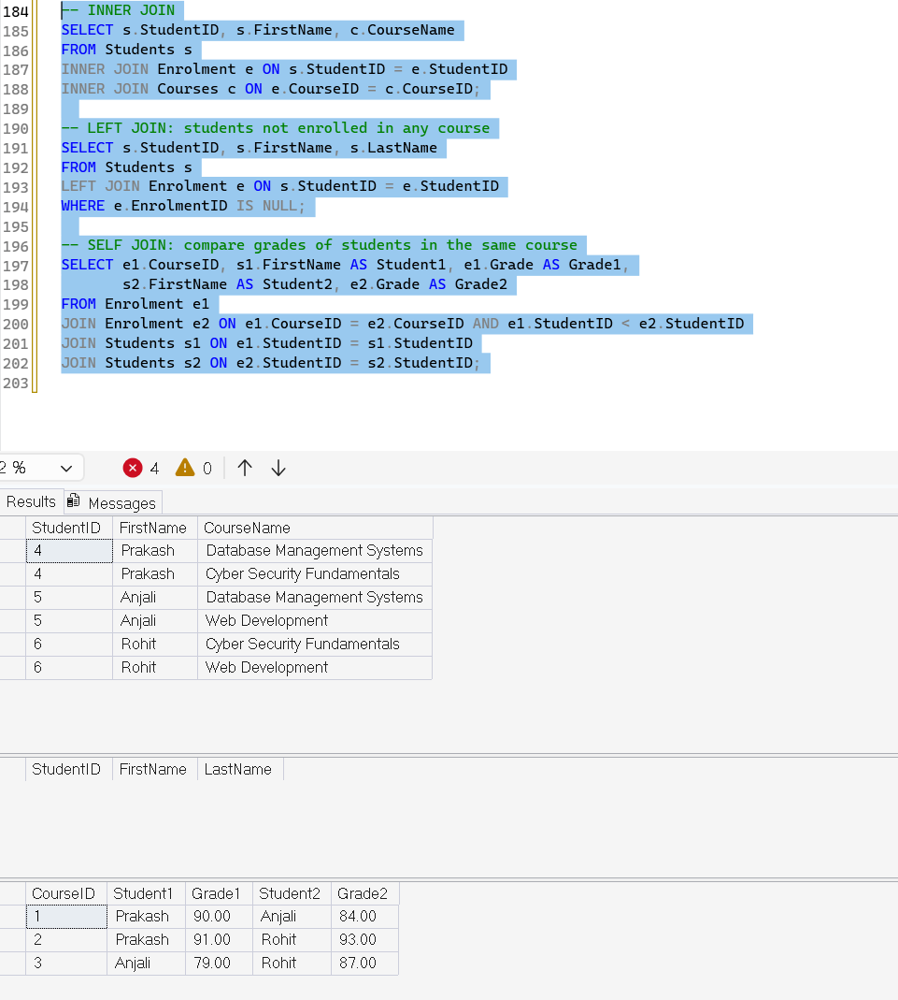 184 -- INNER JOIN
185 SELECT s.StudentID, s.FirstName, c.CourseName
186 FROM Students s
187 INNER JOIN Enrolment e ON s.StudentID = e.StudentID
188 INNER JOIN Courses c ON e.CourseID = c.CourseID;
189
190 -- LEFT JOIN: students not enrolled in any course
191 SELECT s.StudentID, s.FirstName, s.LastName
192 FROM Students s
193 LEFT JOIN Enrolment e ON s.StudentID = e.StudentID
194 WHERE e.EnrolmentID IS NULL;
195
196 -- SELF JOIN: compare grades of students in the same course
197 SELECT e1.CourseID, s1.FirstName AS Student1, e1.Grade AS Grade1,
198 s2.FirstName AS Student2, e2.Grade AS Grade2
199 FROM Enrolment e1
200 JOIN Enrolment e2 ON e1.CourseID = e2.CourseID AND e1.StudentID < e2.StudentID
201 JOIN Students s1 ON e1.StudentID = s1.StudentID
202 JOIN Students s2 ON e2.StudentID = s2.StudentID;
203
2 % 4 0
Results Messages
StudentID FirstName CourseName
4 Prakash Database Management Systems
4 Prakash Cyber Security Fundamentals
5 Anjali Database Management Systems
5 Anjali Web Development
6 Rohit Cyber Security Fundamentals
6 Rohit Web Development
StudentID FirstName LastName
CourseID Student1 Grade1 Student2 Grade2
1 Prakash 90.00 Anjali 84.00
2 Prakash 91.00 Rohit 93.00
3 Anjali 79.00 Rohit 87.00